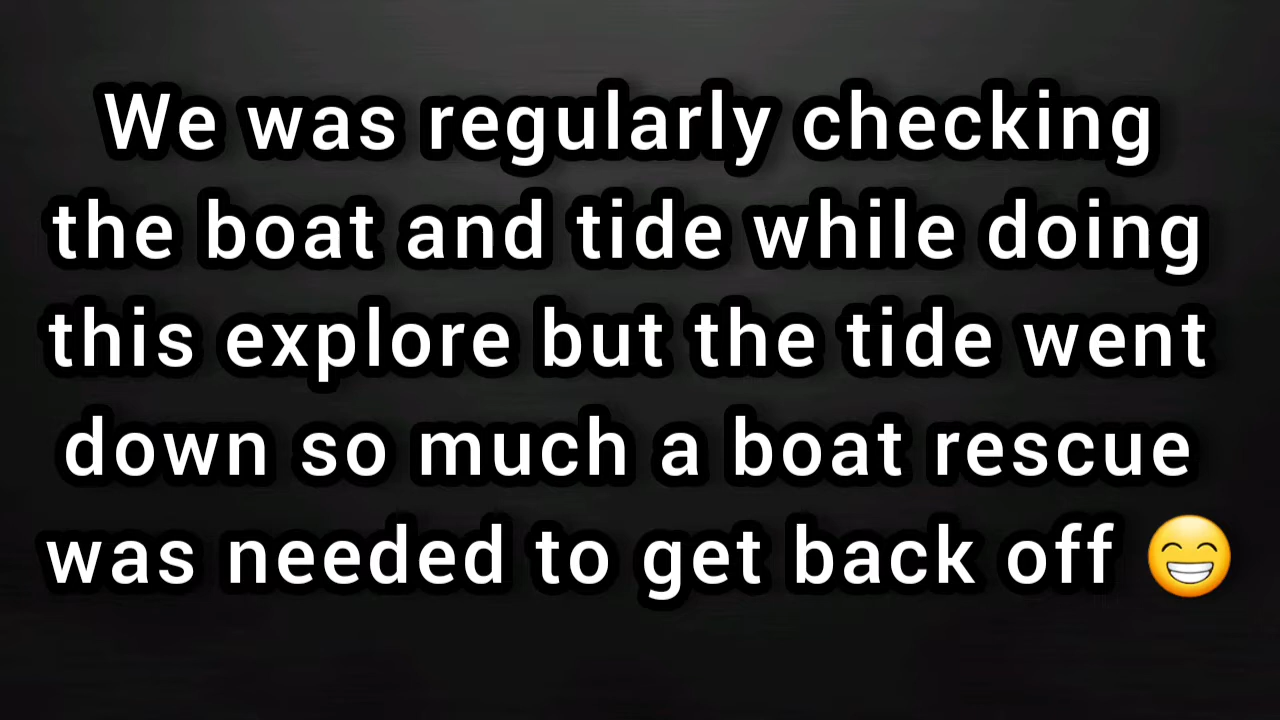 We was regularly checking
the boat and tide while doing
this explore but the tide went
down so much a boat rescue
was needed to get back off 😁